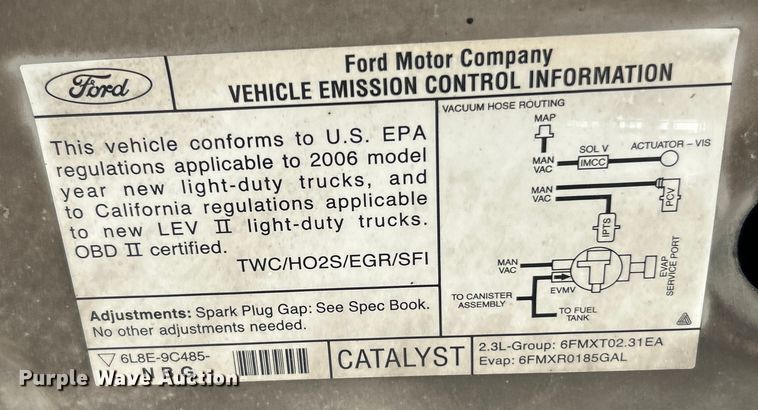 Ford
Ford Motor Company
VEHICLE EMISSION CONTROL INFORMATION
This vehicle conforms to U.S. EPA
regulations applicable to 2006 model
year new light-duty trucks, and
to California regulations applicable
to new LEV II light-duty trucks.
OBD II certified.
TWC/HO2S/EGR/SFI
Adjustments: Spark Plug Gap: See Spec Book.
No other adjustments needed.
VACUUM HOSE ROUTING
MAP
SOL V
ACTUATOR – VIS
MAN
VAC
IMCC
MAN
VAC
PCV
IPTS
MAN
VAC
EVMV
EVAP
SERVICE PORT
TO CANISTER
ASSEMBLY
TO FUEL
TANK
6L8E-9C485-
N R G
CATALYST
2.3L-Group: 6FMXT02.31EA
Evap: 6FMXR0185GAL
Purple Wave Auction